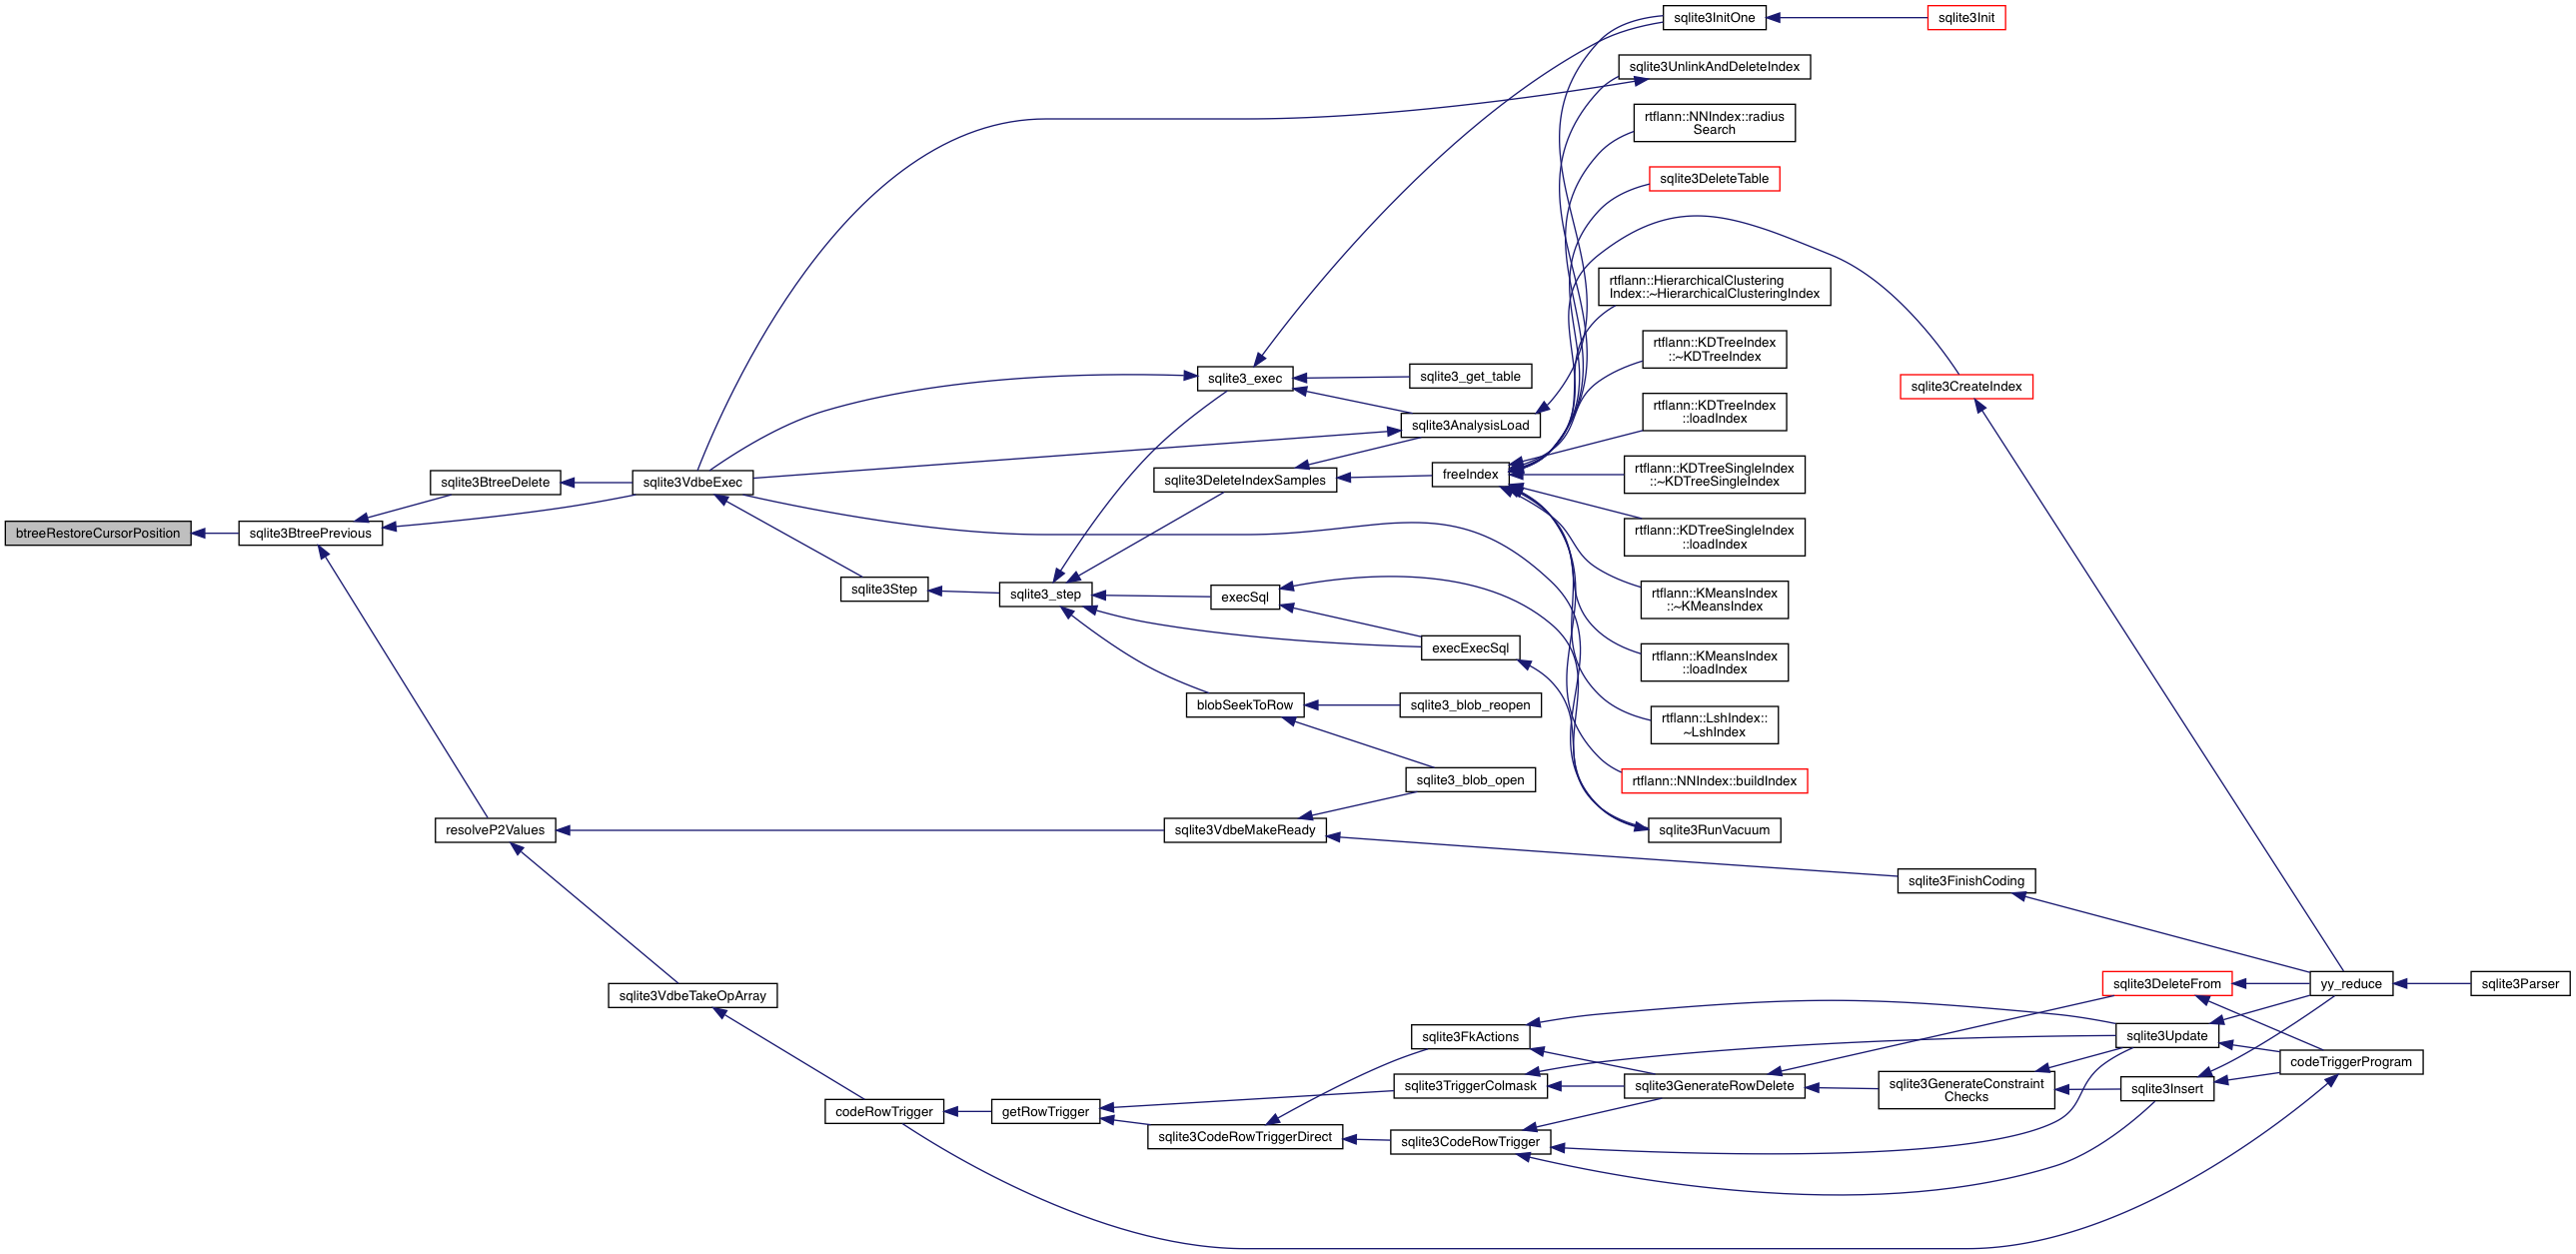 sqlite3InitOne
sqlite3Init
sqlite3UnlinkAndDeleteIndex
rtflann::NNIndex::radius
Search
sqlite3DeleteTable
rtflann::HierarchicalClustering
Index::~HierarchicalClusteringIndex
rtflann::KDTreeIndex
::~KDTreeIndex
sqlite3_exec
sqlite3_get_table
sqlite3CreateIndex
rtflann::KDTreeIndex
::loadIndex
sqlite3AnalysisLoad
sqlite3BtreeDelete
sqlite3VdbeExec
sqlite3DeleteIndexSamples
freeIndex
rtflann::KDTreeSingleIndex
::~KDTreeSingleIndex
btreeRestoreCursorPosition
sqlite3BtreePrevious
rtflann::KDTreeSingleIndex
::loadIndex
sqlite3Step
sqlite3_step
execSql
rtflann::KMeansIndex
::~KMeansIndex
execExecSql
rtflann::KMeansIndex
::loadIndex
blobSeekToRow
sqlite3_blob_reopen
rtflann::LshIndex::
~LshIndex
sqlite3_blob_open
rtflann::NNIndex::buildIndex
resolveP2Values
sqlite3VdbeMakeReady
sqlite3RunVacuum
sqlite3FinishCoding
sqlite3VdbeTakeOpArray
sqlite3DeleteFrom
yy_reduce
sqlite3Parser
sqlite3FkActions
sqlite3Update
codeTriggerProgram
sqlite3TriggerColmask
sqlite3GenerateRowDelete
sqlite3GenerateConstraint
Checks
sqlite3Insert
codeRowTrigger
getRowTrigger
sqlite3CodeRowTriggerDirect
sqlite3CodeRowTrigger